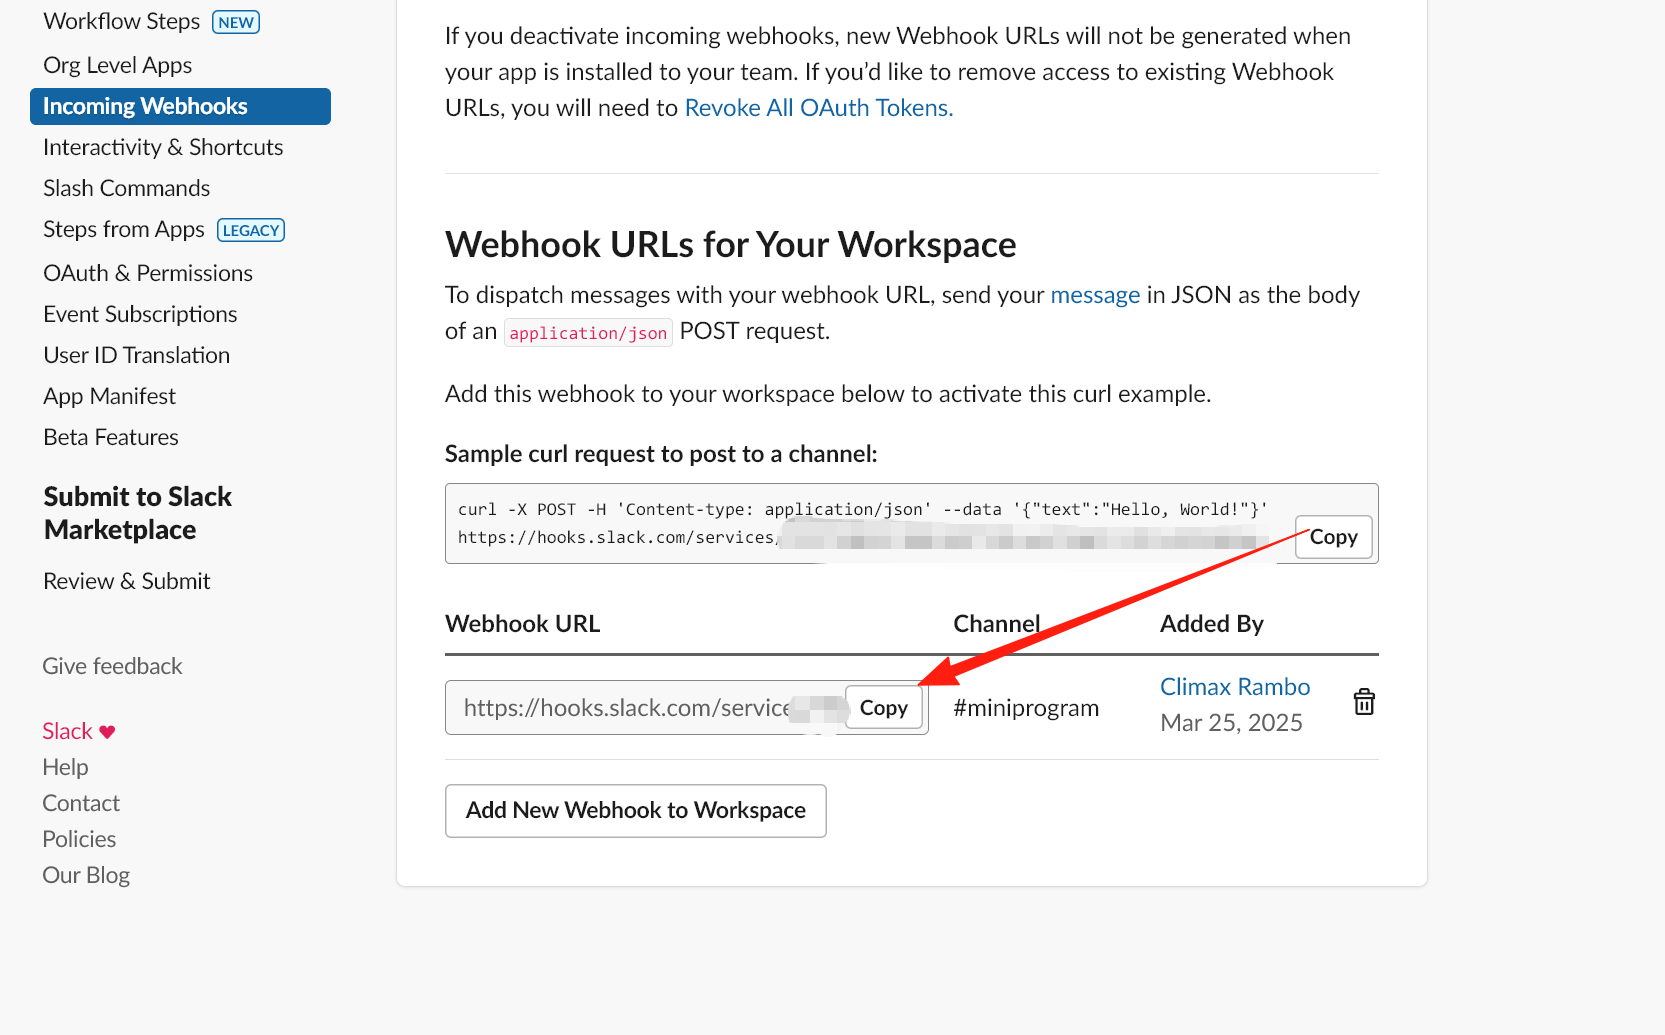 Workflow Steps NEW
Org Level Apps
Incoming Webhooks
Interactivity & Shortcuts
Slash Commands
Steps from Apps LEGACY
OAuth & Permissions
Event Subscriptions
User ID Translation
App Manifest
Beta Features
Submit to Slack
Marketplace
Review & Submit
Give feedback
Slack ♥
Help
Contact
Policies
Our Blog
If you deactivate incoming webhooks, new Webhook URLs will not be generated when
your app is installed to your team. If you’d like to remove access to existing Webhook
URLs, you will need to Revoke All OAuth Tokens.
Webhook URLs for Your Workspace
To dispatch messages with your webhook URL, send your message in JSON as the body
of an application/json POST request.
Add this webhook to your workspace below to activate this curl example.
Sample curl request to post to a channel:
curl -X POST -H 'Content-type: application/json' --data '{"text":"Hello, World!"}'
https://hooks.slack.com/services/
Copy
Webhook URL Channel Added By
https://hooks.slack.com/service Copy #miniprogram Climax Rambo
Mar 25, 2025
Add New Webhook to Workspace